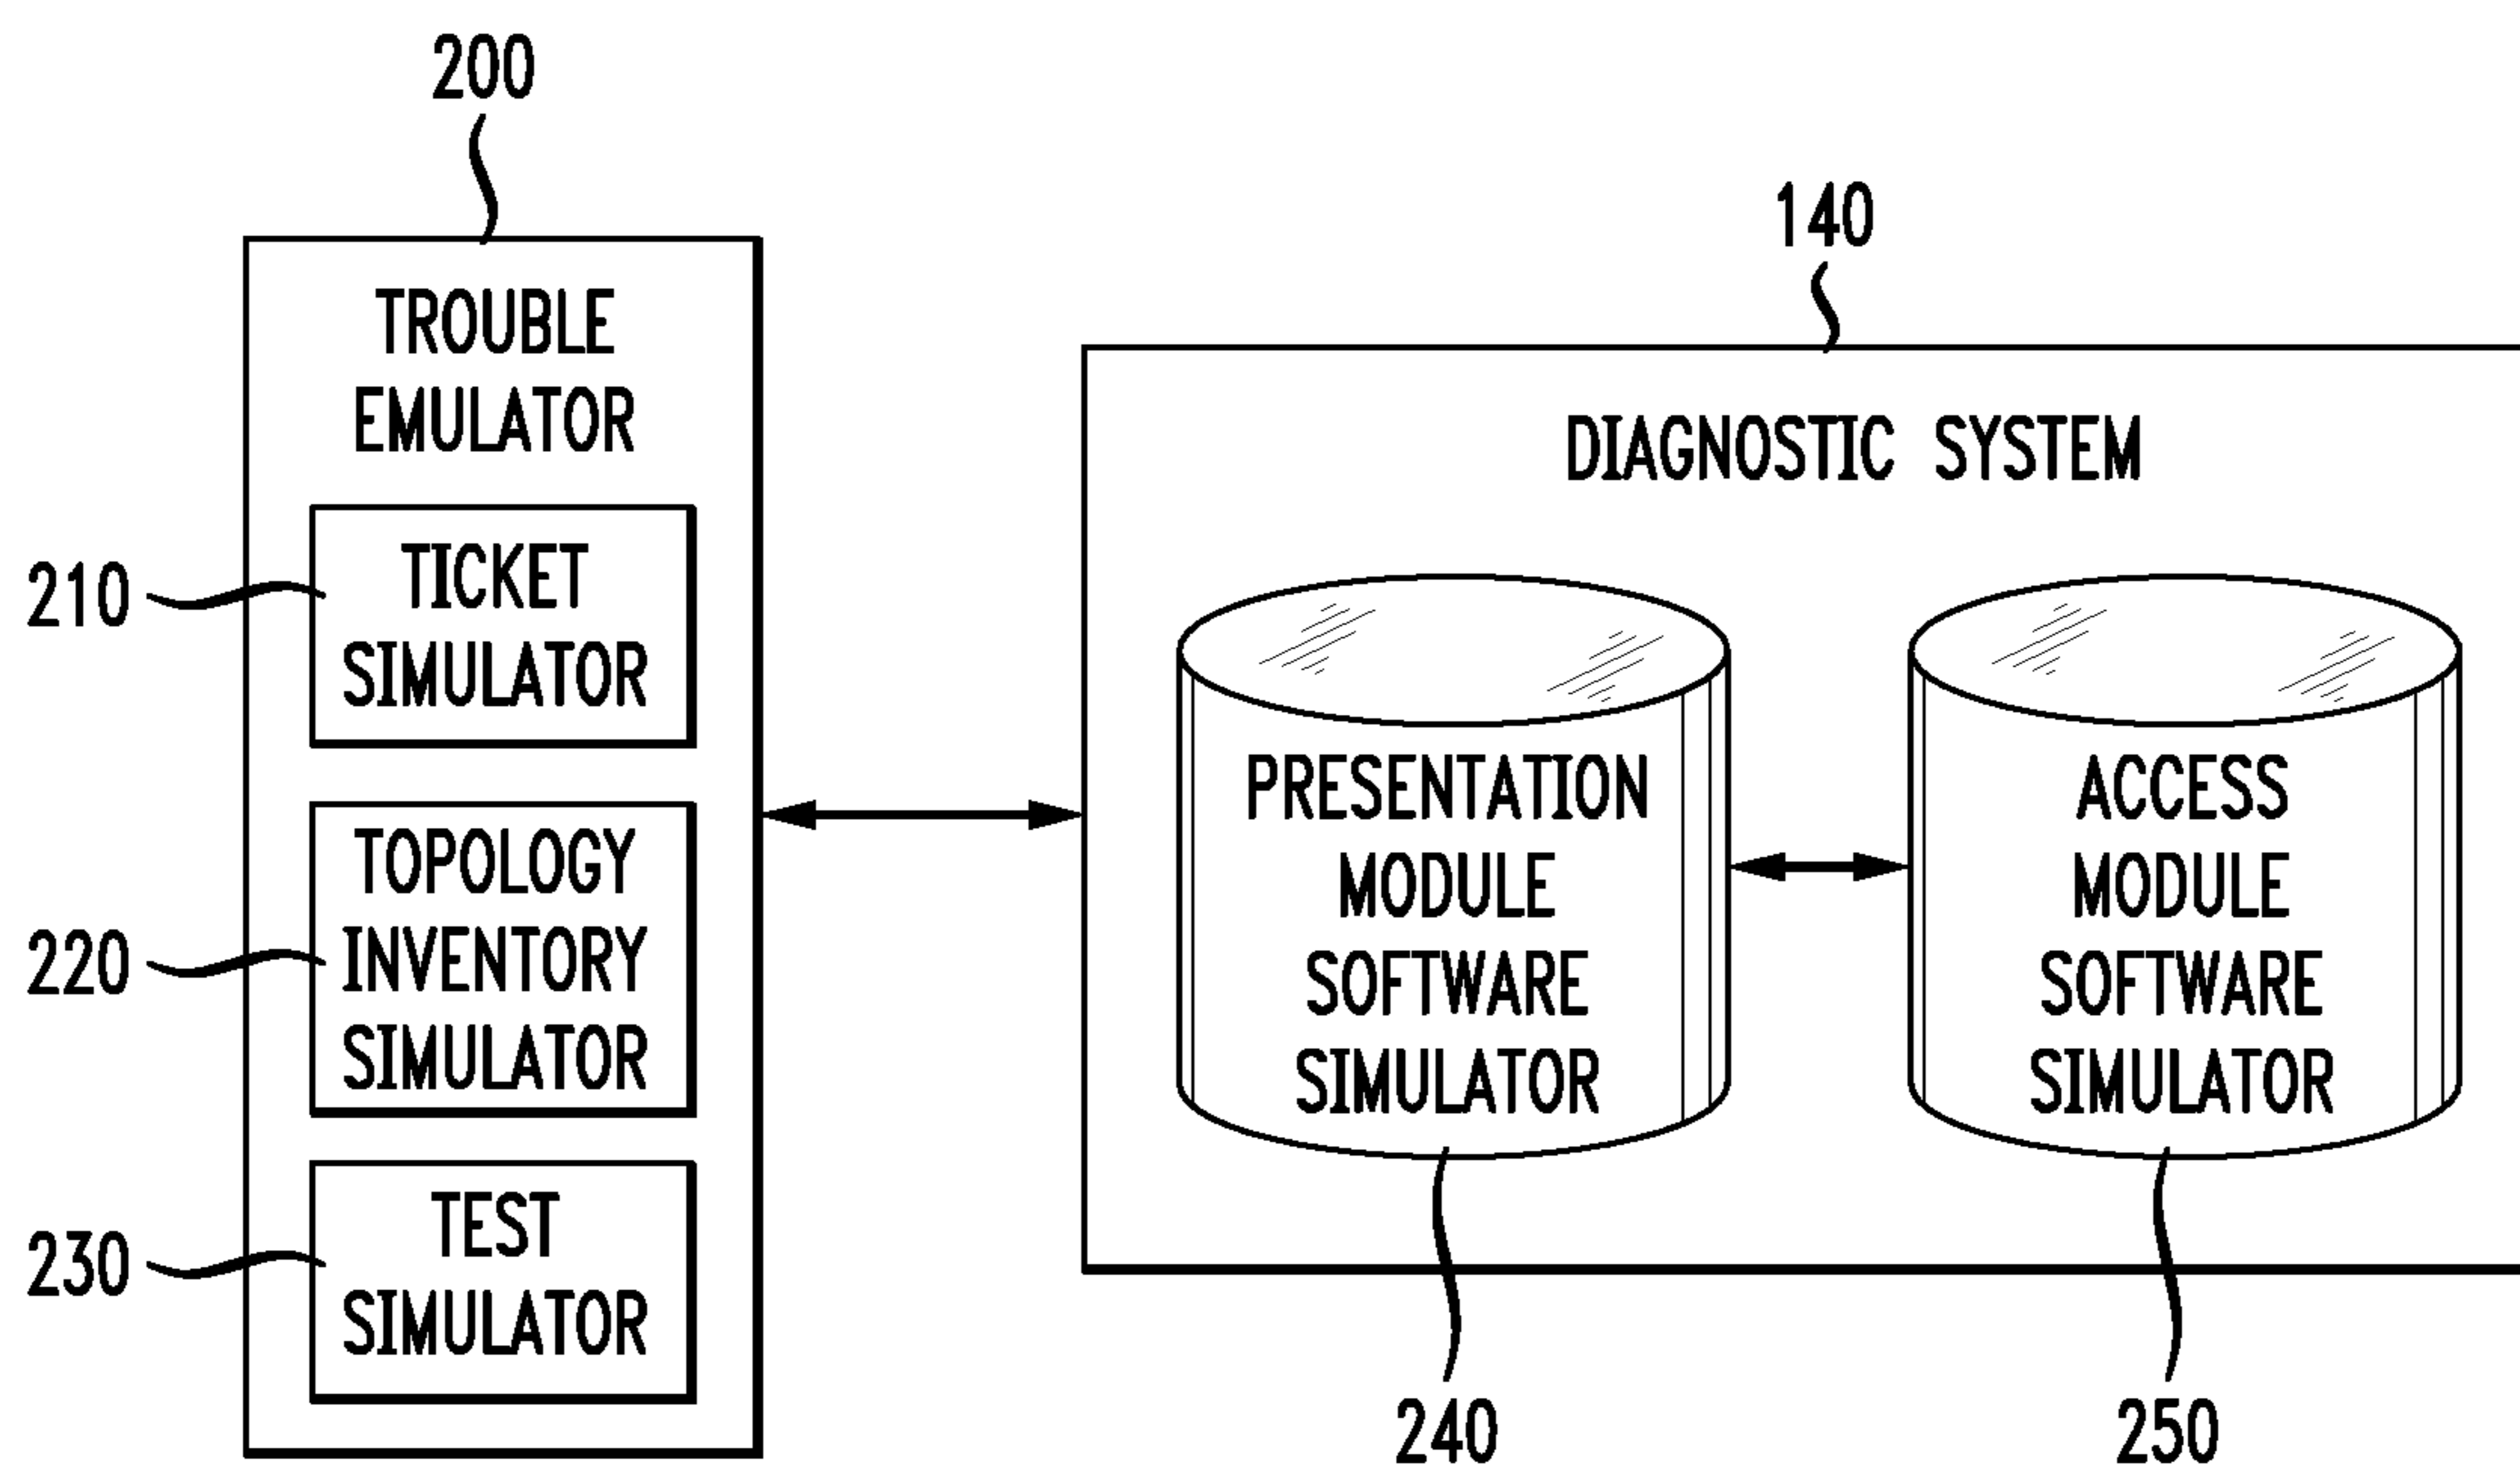 200
TROUBLE
EMULATOR
210
TICKET
SIMULATOR
220
TOPOLOGY
INVENTORY
SIMULATOR
230
TEST
SIMULATOR
140
DIAGNOSTIC SYSTEM
PRESENTATION
MODULE
SOFTWARE
SIMULATOR
240
ACCESS
MODULE
SOFTWARE
SIMULATOR
250